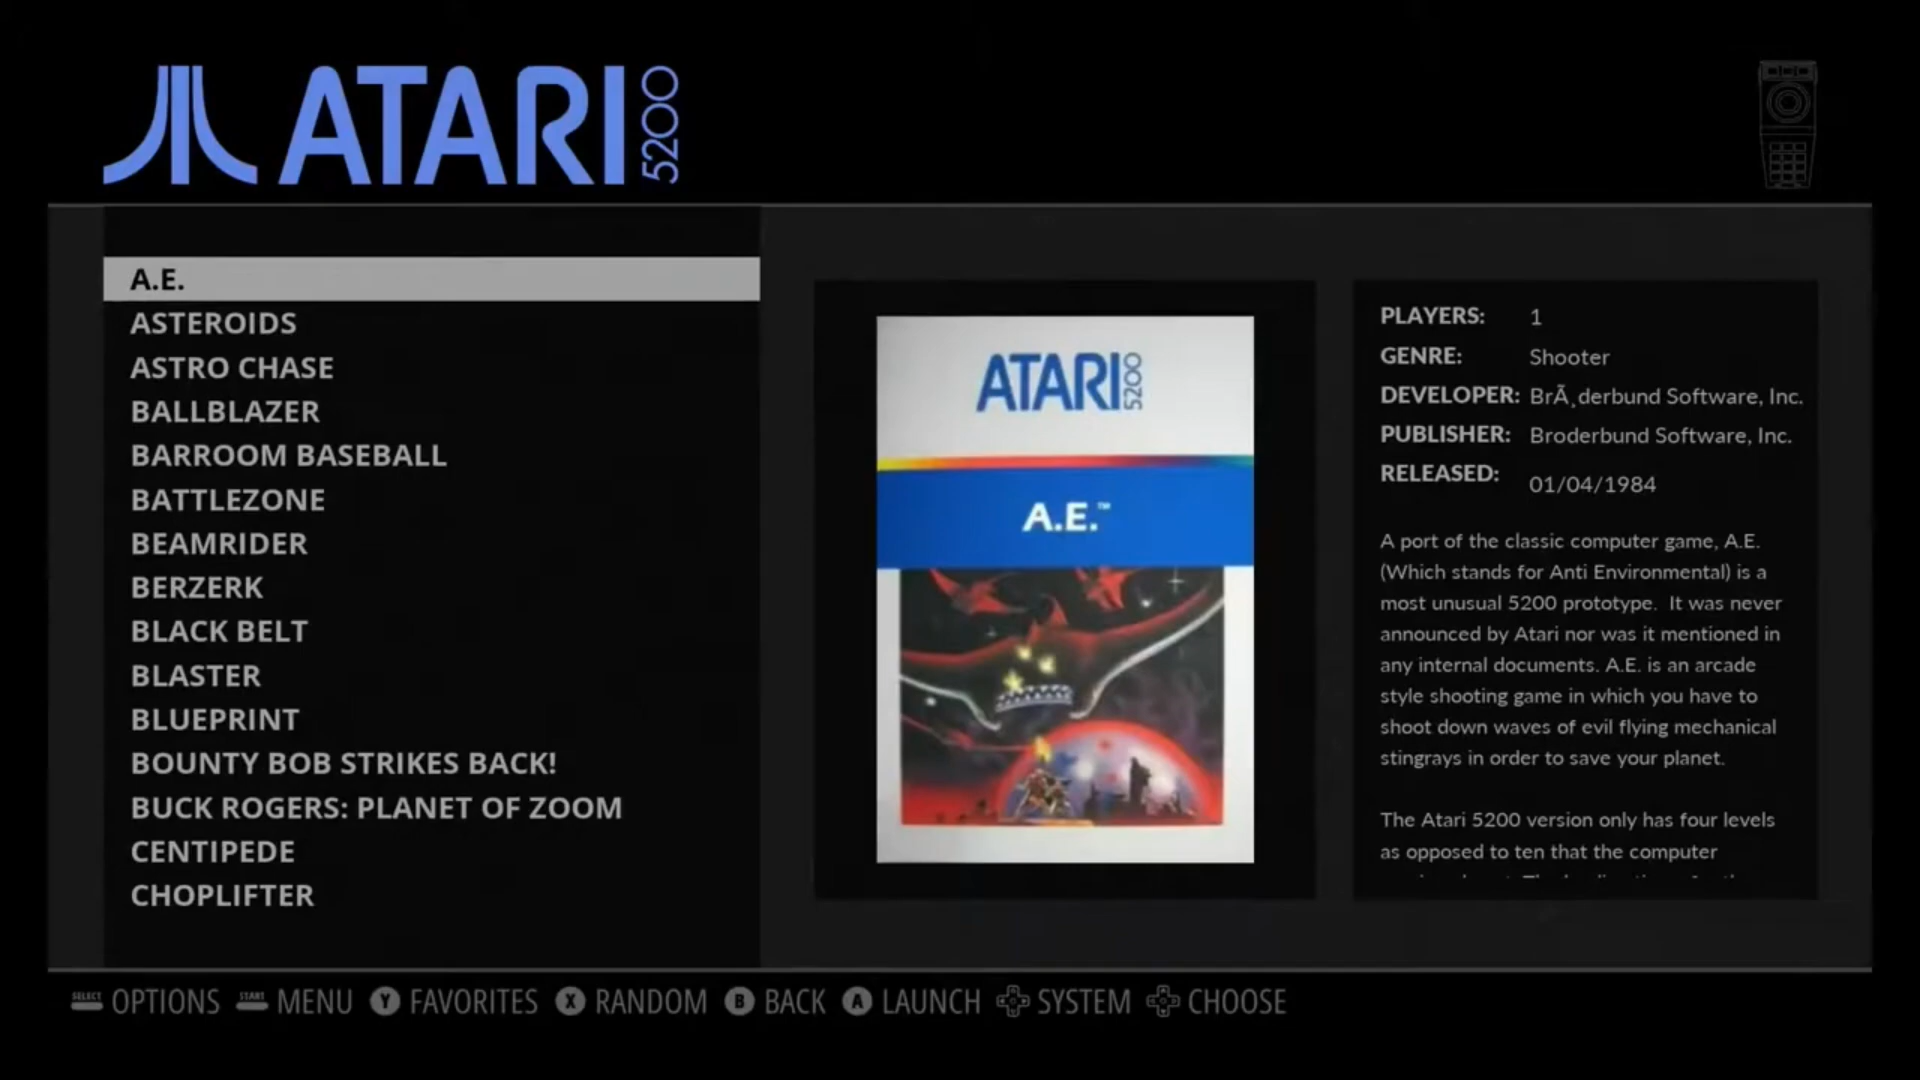 ATARI 5200
A.E.
ASTEROIDS
ASTRO CHASE
BALLBLAZER
BARROOM BASEBALL
BATTLEZONE
BEAMRIDER
BERZERK
BLACK BELT
BLASTER
BLUEPRINT
BOUNTY BOB STRIKES BACK!
BUCK ROGERS: PLANET OF ZOOM
CENTIPEDE
CHOPLIFTER
ATARI 5200
A.E.™
PLAYERS: 1
GENRE: Shooter
DEVELOPER: BrÃ¸derbund Software, Inc.
PUBLISHER: Broderbund Software, Inc.
RELEASED: 01/04/1984
A port of the classic computer game, A.E.
(Which stands for Anti Environmental) is a
most unusual 5200 prototype. It was never
announced by Atari nor was it mentioned in
any internal documents. A.E. is an arcade
style shooting game in which you have to
shoot down waves of evil flying mechanical
stingrays in order to save your planet.
The Atari 5200 version only has four levels
as opposed to ten that the computer
SELECT OPTIONS START MENU Y FAVORITES X RANDOM B BACK A LAUNCH SYSTEM CHOOSE